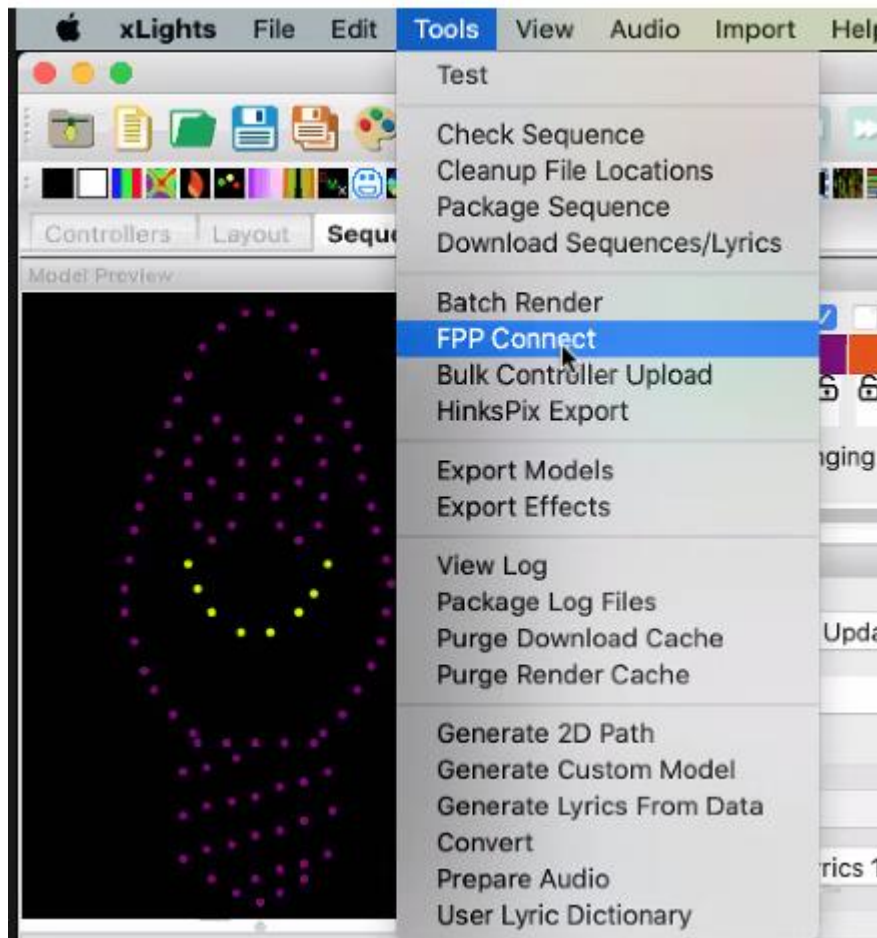 xLights File Edit Tools View Audio Import Help
Test
Check Sequence
Cleanup File Locations
Package Sequence
Download Sequences/Lyrics
Controllers Layout
Model Preview
Batch Render
FPP Connect
Bulk Controller Upload
HinksPix Export
Export Models
Export Effects
View Log
Package Log Files
Purge Download Cache
Purge Render Cache
Generate 2D Path
Generate Custom Model
Generate Lyrics From Data
Convert
Prepare Audio
User Lyric Dictionary